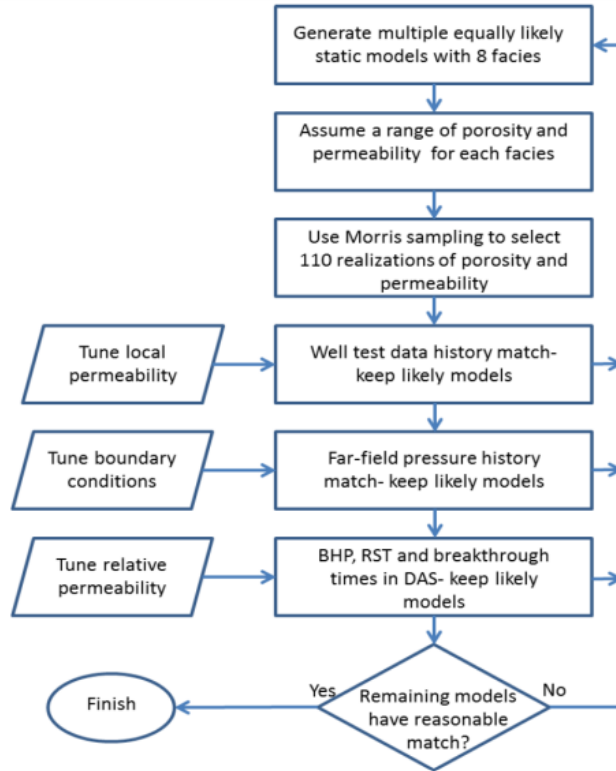 Generate multiple equally likely
static models with 8 facies
Assume a range of porosity and
permeability for each facies
Use Morris sampling to select
110 realizations of porosity and
permeability
Tune local
permeability
Well test data history match-
keep likely models
Tune boundary
conditions
Far-field pressure history
match- keep likely models
Tune relative
permeability
BHP, RST and breakthrough
times in DAS- keep likely
models
Finish
Yes
Remaining models
have reasonable
match?
No